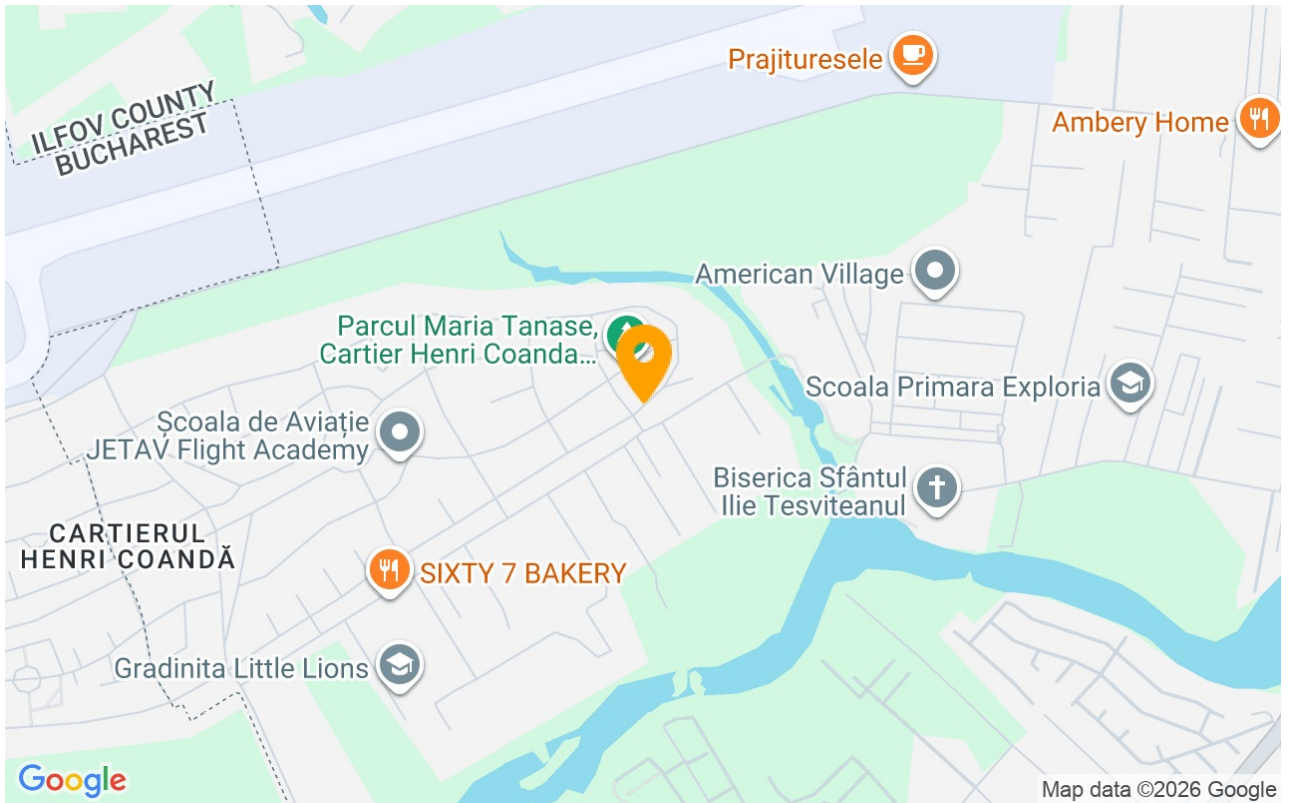 Prajituresele
ILFOV COUNTY
BUCHAREST
Ambery Home
American Village
Parcul Maria Tanase,
Cartier Henri Coanda...
Scoala Primara Exploria
Școala de Aviație
JETAV Flight Academy
Biserica Sfântul
Ilie Tesviteanul
CARTIERUL
HENRI COANDĂ
SIXTY 7 BAKERY
Gradinita Little Lions
Google
Map data ©2026 Google